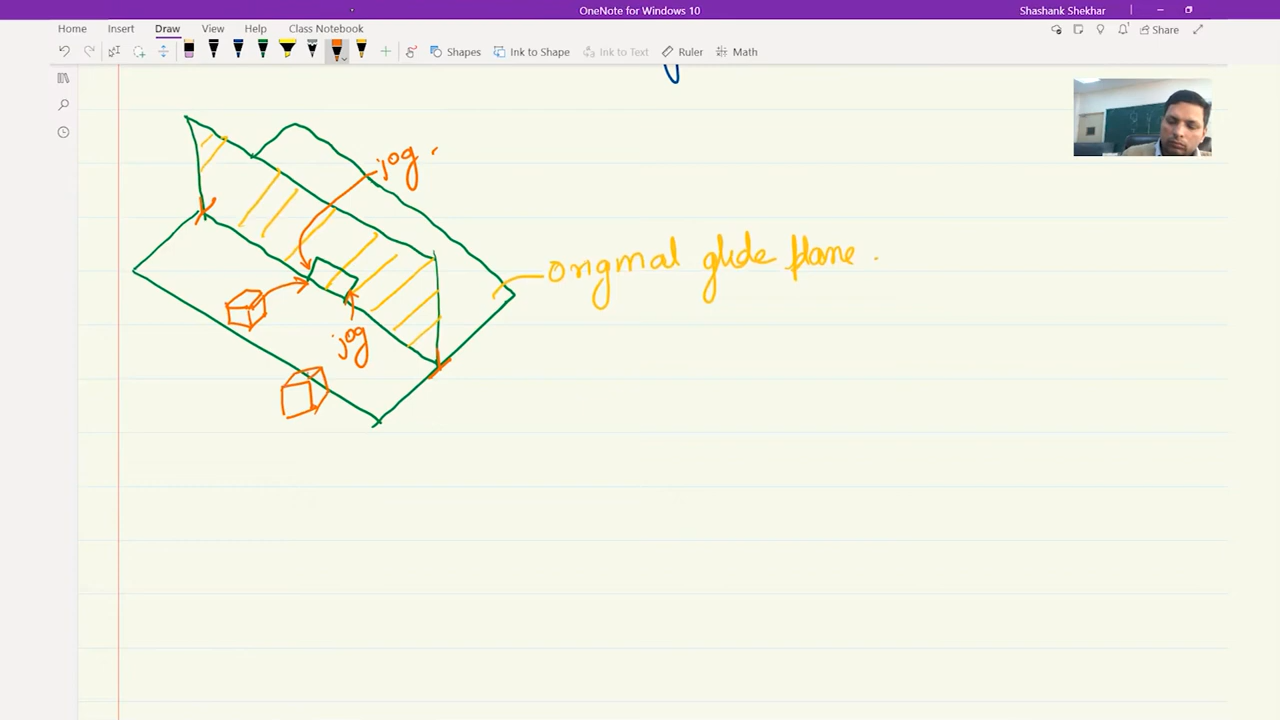 OneNote for Windows 10
Shashank Shekhar
Home Insert Draw View Help Class Notebook
Share
Shapes Ink to Shape Ink to Text Ruler Math
jog
original glide plane.
jog